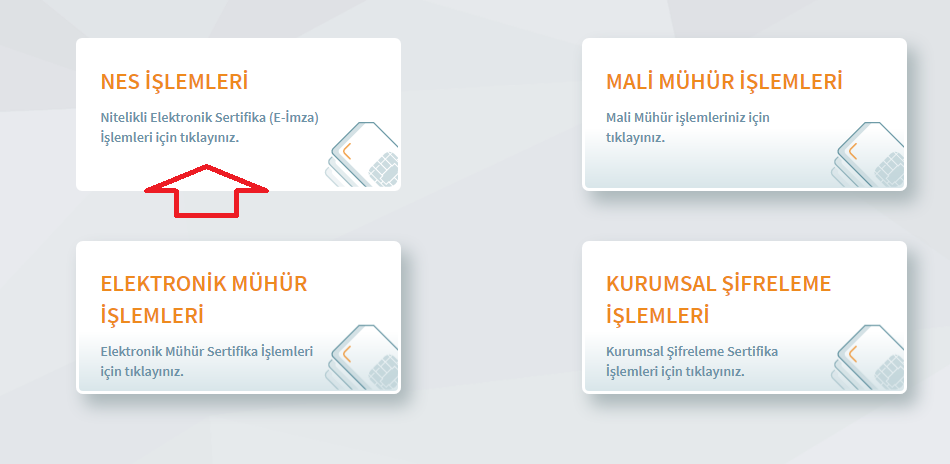 NES İŞLEMLERİ
Nitelikli Elektronik Sertifika (E-İmza)
İşlemleri için tıklayınız.
MALİ MÜHÜR İŞLEMLERİ
Mali Mühür işlemleriniz için
tıklayınız.
ELEKTRONİK MÜHÜR
İŞLEMLERİ
Elektronik Mühür Sertifika İşlemleri
için tıklayınız.
KURUMSAL ŞİFRELEME
İŞLEMLERİ
Kurumsal Şifreleme Sertifika
İşlemleri için tıklayınız.